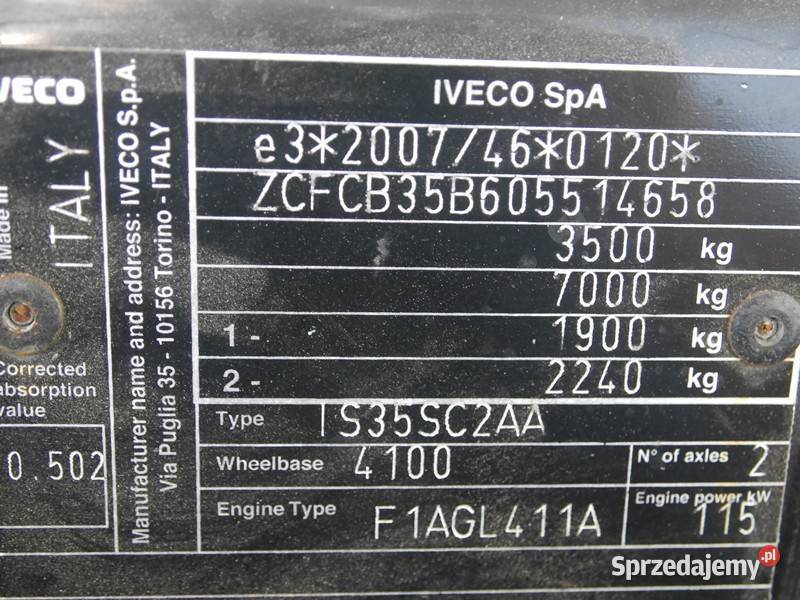 IVECO
Made in
ITALY
Corrected
absorption
value
0.502
Manufacturer name and address: IVECO S.p.A.
Via Puglia 35 - 10156 Torino - ITALY
IVECO SpA
e3*2007/46*0120*
ZCFCB35B605514658
3500 kg
7000 kg
1- 1900 kg
2- 2240 kg
Type IS35SC2AA
Wheelbase 4100 N° of axles 2
Engine Type F1AGL411A Engine power kW 115
Sprzedajemy.pl